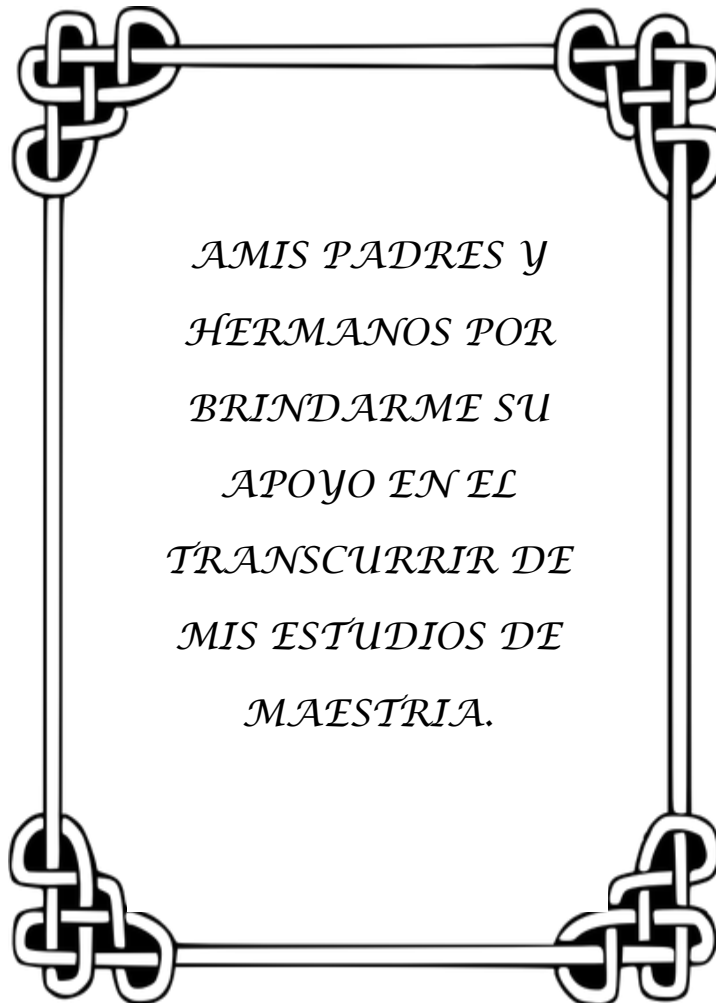 AMIS PADRES Y
HERMANOS POR
BRINDARME SU
APOYO EN EL
TRANSCURRIR DE
MIS ESTUDIOS DE
MAESTRIA.